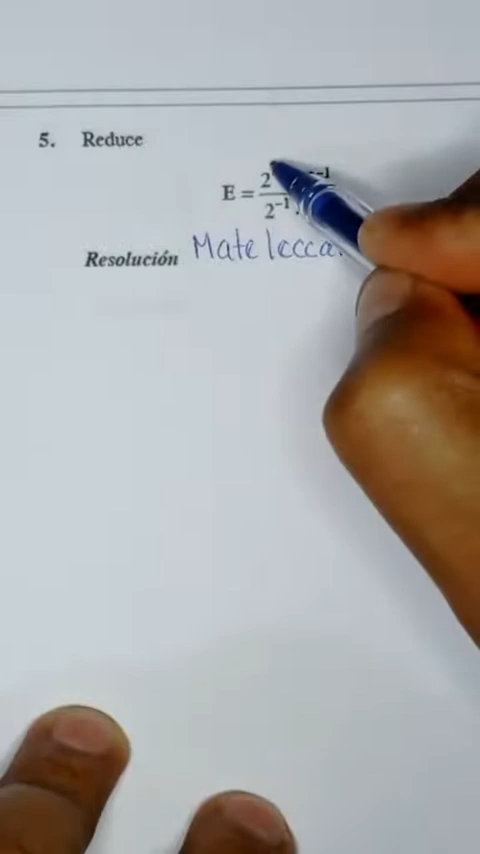 5. Reduce
E = 2
2⁻¹.
Resolución Mate lecca.